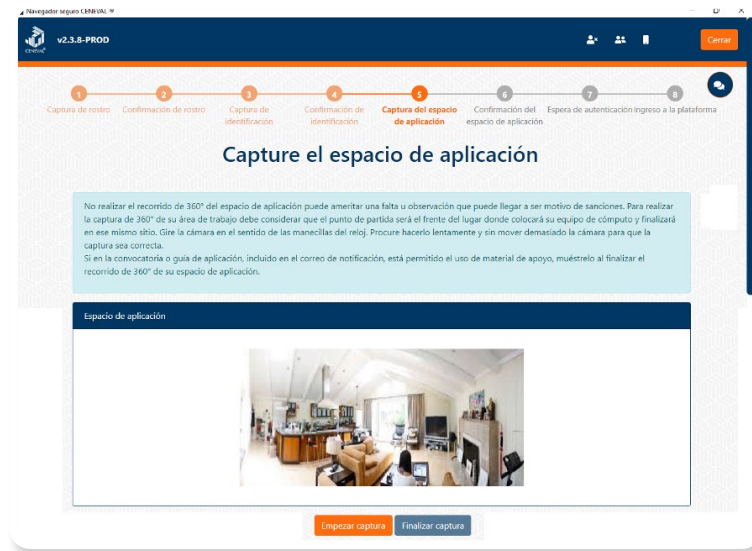 Navegador seguro CENEVAL
CENEVAL
v2.3.8-PROD
Cerrar
1 2 3 4 5 6 7 8
Captura de rostro
Confirmación de rostro
Captura de
identificación
Confirmación de
identificación
Captura del espacio
de aplicación
Confirmación del
espacio de aplicación
Espera de autenticación
Ingreso a la plataforma
Capture el espacio de aplicación
No realizar el recorrido de 360° del espacio de aplicación puede ameritar una falta u observación que puede llegar a ser motivo de sanciones. Para realizar
la captura de 360° de su área de trabajo debe considerar que el punto de partida será el frente del lugar donde colocará su equipo de cómputo y finalizará
en ese mismo sitio. Gire la cámara en el sentido de las manecillas del reloj. Procure hacerlo lentamente y sin mover demasiado la cámara para que la
captura sea correcta.
Si en la convocatoria o guía de aplicación, incluido en el correo de notificación, está permitido el uso de material de apoyo, muéstrelo al finalizar el
recorrido de 360° de su espacio de aplicación.
Espacio de aplicación
Empezar captura
Finalizar captura